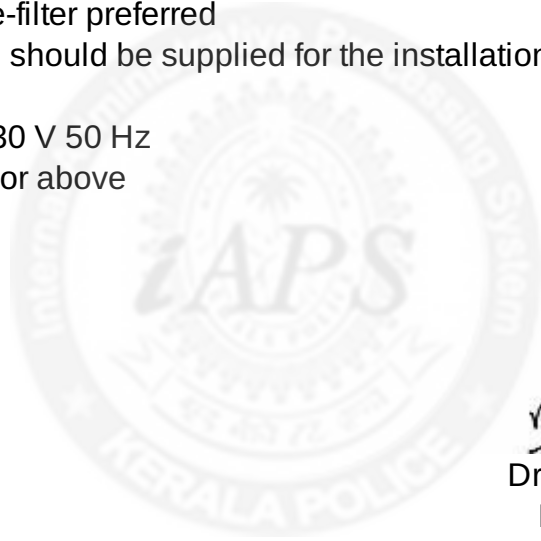 e-filter preferred
should be supplied for the installation
30 V 50 Hz
or above
Internal Administrative Processing System
iAPS
KERALA POLICE
Dr